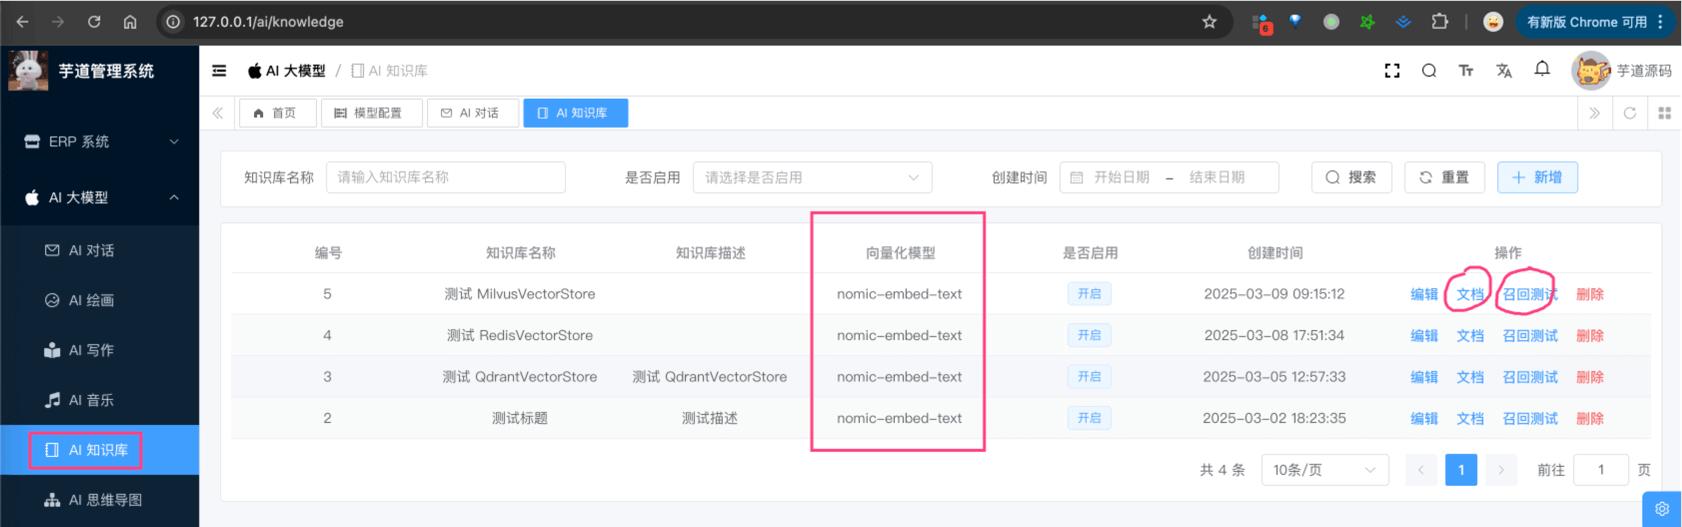 127.0.0.1/ai/knowledge
6
有新版 Chrome 可用
芋道管理系统
AI 大模型 / AI 知识库
芋道源码
首页
模型配置
AI 对话
AI 知识库
ERP 系统
AI 大模型
AI 对话
AI 绘画
AI 写作
AI 音乐
AI 知识库
AI 思维导图
知识库名称 请输入知识库名称 是否启用 请选择是否启用 创建时间 开始日期 - 结束日期 搜索 重置 新增
编号 知识库名称 知识库描述 向量化模型 是否启用 创建时间 操作
5 测试 MilvusVectorStore nomic-embed-text 开启 2025-03-09 09:15:12 编辑 文档 召回测试 删除
4 测试 RedisVectorStore nomic-embed-text 开启 2025-03-08 17:51:34 编辑 文档 召回测试 删除
3 测试 QdrantVectorStore 测试 QdrantVectorStore nomic-embed-text 开启 2025-03-05 12:57:33 编辑 文档 召回测试 删除
2 测试标题 测试描述 nomic-embed-text 开启 2025-03-02 18:23:35 编辑 文档 召回测试 删除
共 4 条 10条/页 1 前往 1 页